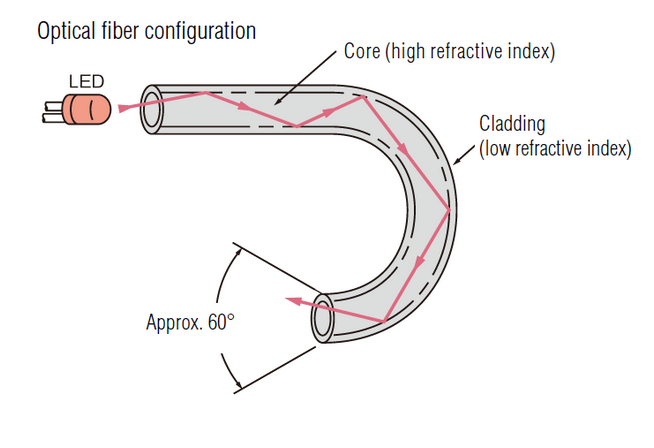 Optical fiber configuration
Core (high refractive index)
LED
Cladding
(low refractive index)
Approx. 60°